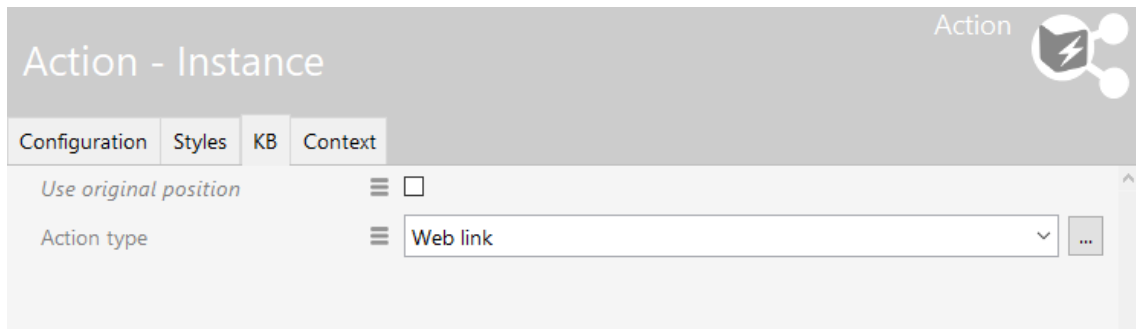 Action
Action - Instance
Configuration Styles KB Context
Use original position
Action type Web link ...